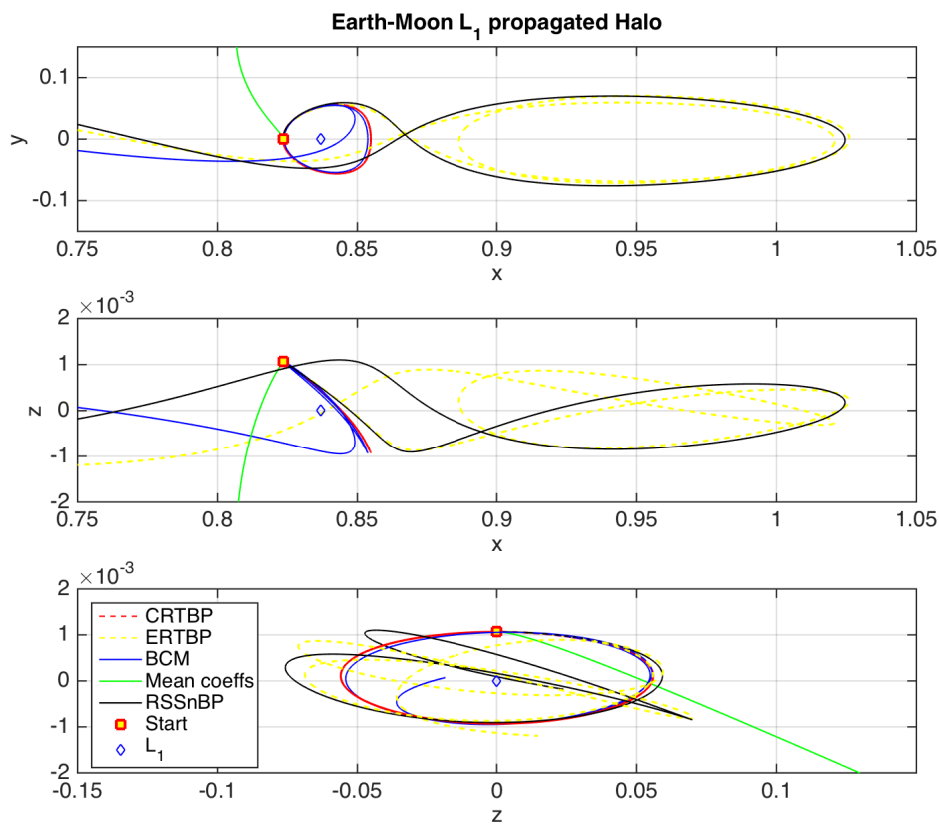 Earth-Moon L1 propagated Halo
0.1
0
-0.1
y
0.75 0.8 0.85 0.9 0.95 1 1.05
x
×10-3
2
1
0
-1
-2
z
0.75 0.8 0.85 0.9 0.95 1 1.05
x
×10-3
2
1
0
-1
-2
CRTBP
ERTBP
BCM
Mean coeffs
RSSnBP
Start
L1
-0.15 -0.1 -0.05 0 0.05 0.1
z